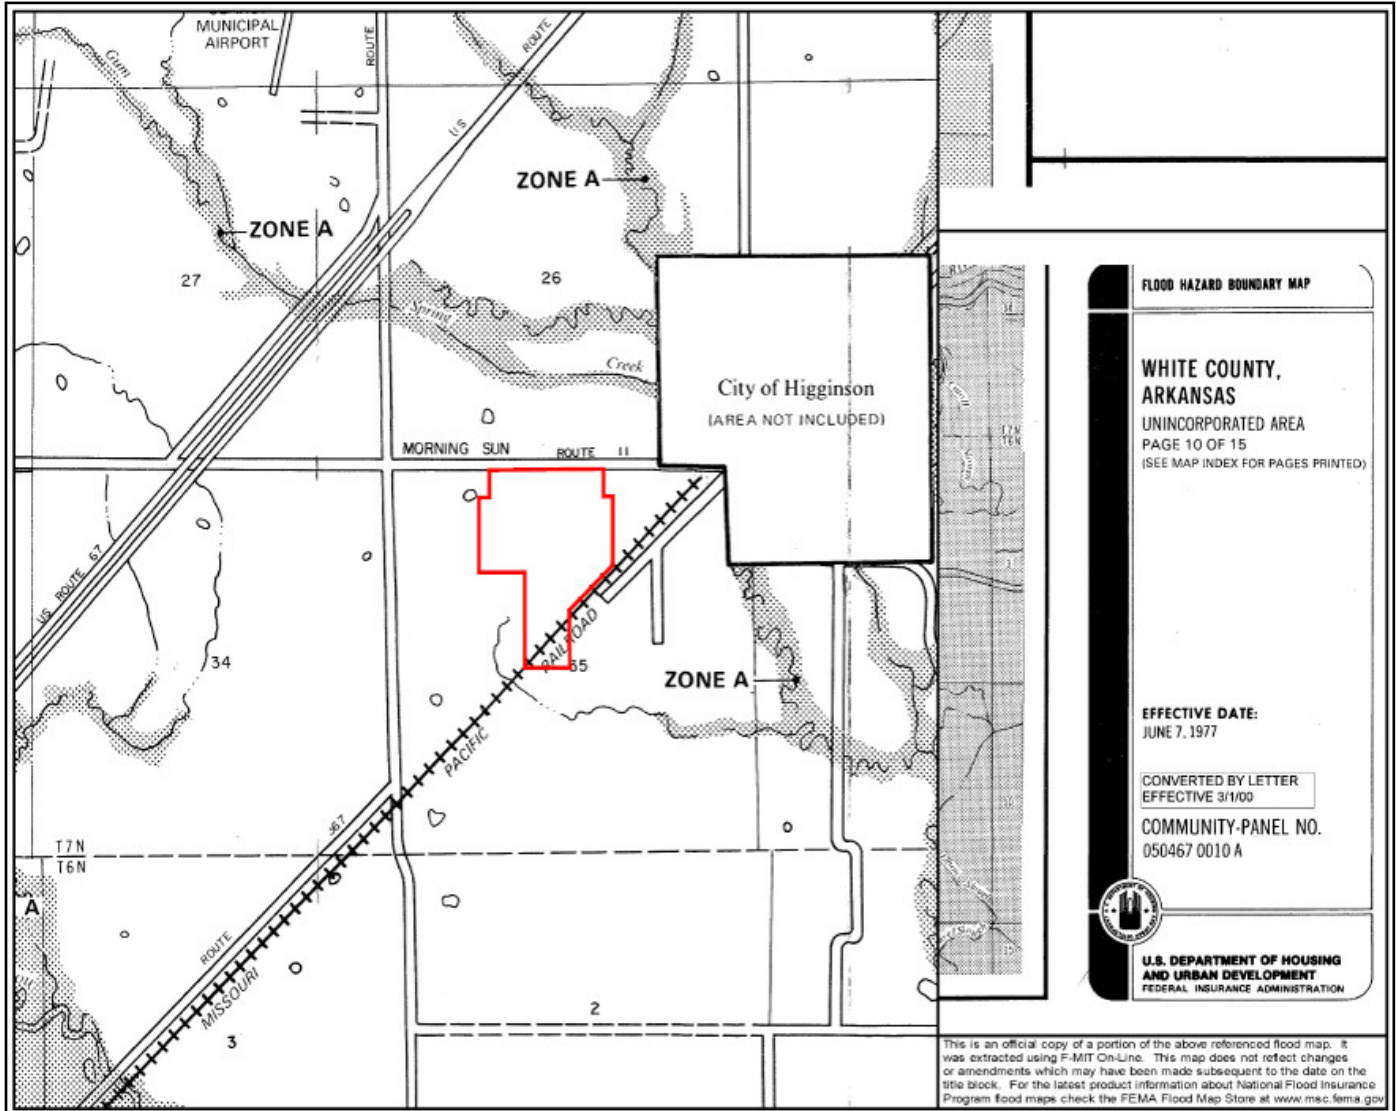 MUNICIPAL
AIRPORT
Gum
ROUTE
US
ROUTE
ZONE A
ZONE A
27
26
Spring
Creek
City of Higginson
(AREA NOT INCLUDED)
MORNING SUN
ROUTE 11
US ROUTE 67
34
RAILROAD
35
ZONE A
PACIFIC
367
T7N
T6N
A
ROUTE
MISSOURI
3
2
T7N
T6N
FLOOD HAZARD BOUNDARY MAP
WHITE COUNTY,
ARKANSAS
UNINCORPORATED AREA
PAGE 10 OF 15
(SEE MAP INDEX FOR PAGES PRINTED)
EFFECTIVE DATE:
JUNE 7, 1977
CONVERTED BY LETTER
EFFECTIVE 3/1/00
COMMUNITY-PANEL NO.
050467 0010 A
U.S. DEPARTMENT OF HOUSING
AND URBAN DEVELOPMENT
FEDERAL INSURANCE ADMINISTRATION
This is an official copy of a portion of the above referenced flood map. It
was extracted using F-MIT On-Line. This map does not reflect changes
or amendments which may have been made subsequent to the date on the
title block. For the latest product information about National Flood Insurance
Program flood maps check the FEMA Flood Map Store at www.msc.fema.gov